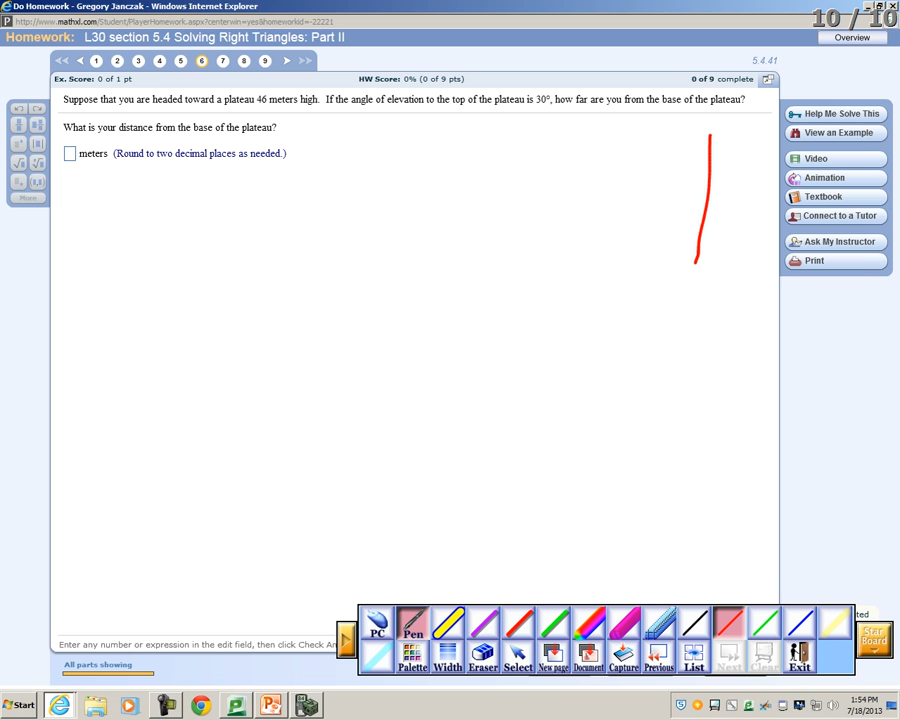 Do Homework - Gregory Janczak - Windows Internet Explorer
http://www.mathxl.com/Student/PlayerHomework.aspx?centerwin=yes&homeworkid=-22221
10 / 10
Homework: L30 section 5.4 Solving Right Triangles: Part II
Overview
1 2 3 4 5 6 7 8 9
5.4.41
Ex. Score: 0 of 1 pt
HW Score: 0% (0 of 9 pts)
0 of 9 complete
Suppose that you are headed toward a plateau 46 meters high. If the angle of elevation to the top of the plateau is 30°, how far are you from the base of the plateau?
What is your distance from the base of the plateau?
meters (Round to two decimal places as needed.)
More
Help Me Solve This
View an Example
Video
Animation
Textbook
Connect to a Tutor
Ask My Instructor
Print
Enter any number or expression in the edit field, then click Check An
All parts showing
ted
PC
Pen
Palette
Width
Eraser
Select
New page
Document
Capture
Previous
List
Next
Clear
Exit
Star
Board
Start
1:54 PM
7/18/2013